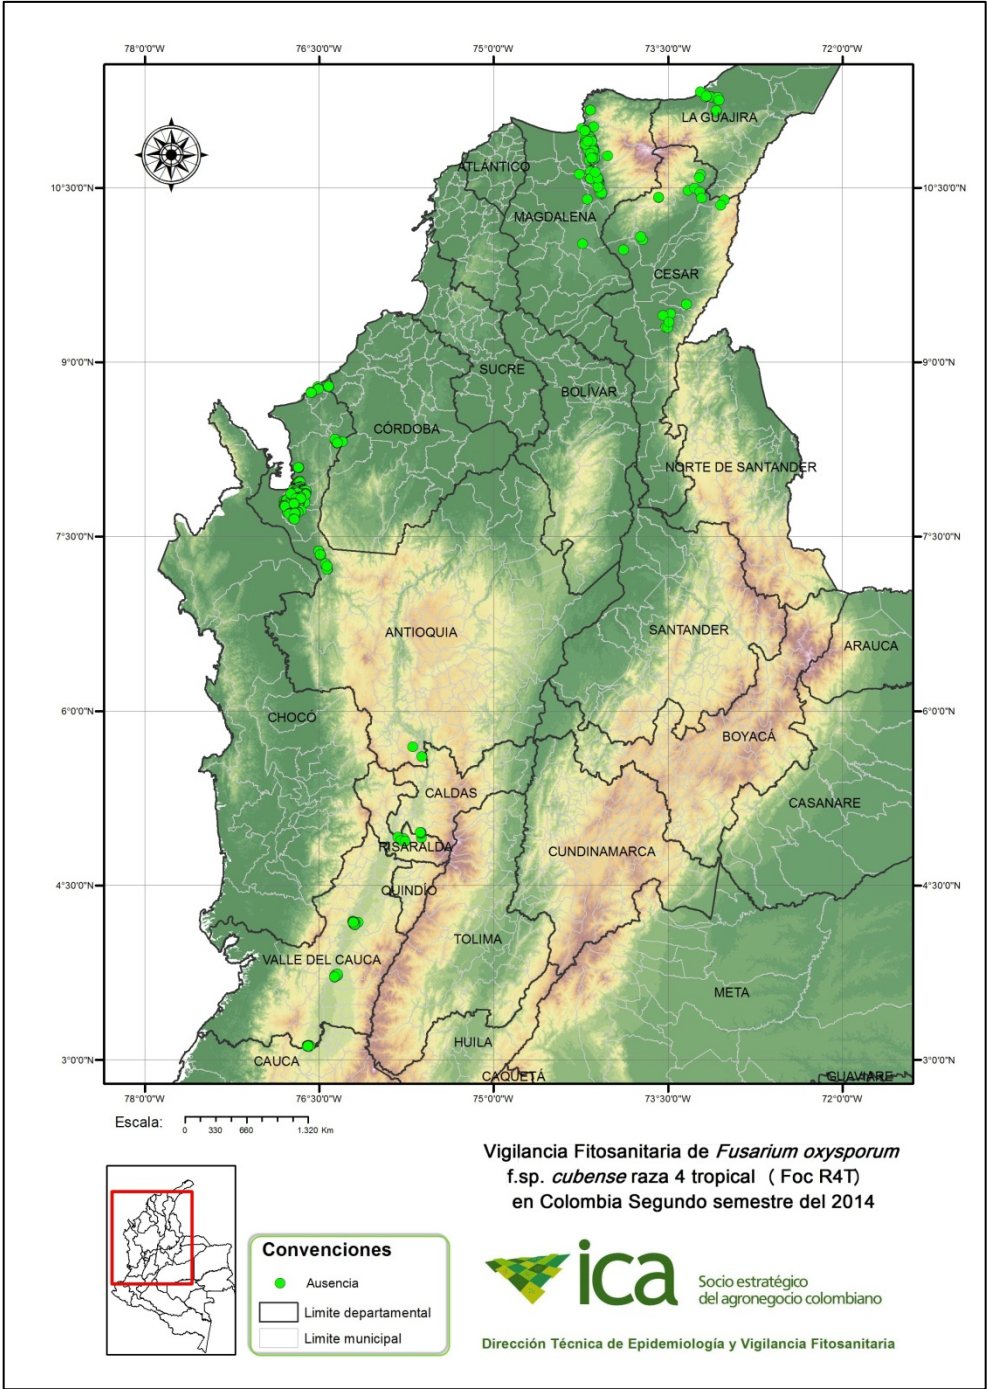 78°0'0"W 76°30'0"W 75°0'0"W 73°30'0"W 72°0'0"W
LA GUAJIRA
ATLÁNTICO
10°30'0"N 10°30'0"N
MAGDALENA
CESAR
9°0'0"N 9°0'0"N
SUCRE
BOLÍVAR
CÓRDOBA
NORTE DE SANTANDER
7°30'0"N 7°30'0"N
ANTIOQUIA
SANTANDER
ARAUCA
6°0'0"N 6°0'0"N
CHOCÓ
BOYACÁ
CALDAS
CASANARE
RISARALDA
CUNDINAMARCA
4°30'0"N 4°30'0"N
QUINDÍO
TOLIMA
VALLE DEL CAUCA
META
HUILA
3°0'0"N 3°0'0"N
CAUCA
CAQUETÁ
GUAVIARE
78°0'0"W 76°30'0"W 75°0'0"W 73°30'0"W 72°0'0"W
Escala:
0 330 660 1.320 Km
Vigilancia Fitosanitaria de Fusarium oxysporum
f.sp. cubense raza 4 tropical ( Foc R4T)
en Colombia Segundo semestre del 2014
Convenciones
Ausencia
Limite departamental
Limite municipal
ica
Socio estratégico
del agronegocio colombiano
Dirección Técnica de Epidemiología y Vigilancia Fitosanitaria